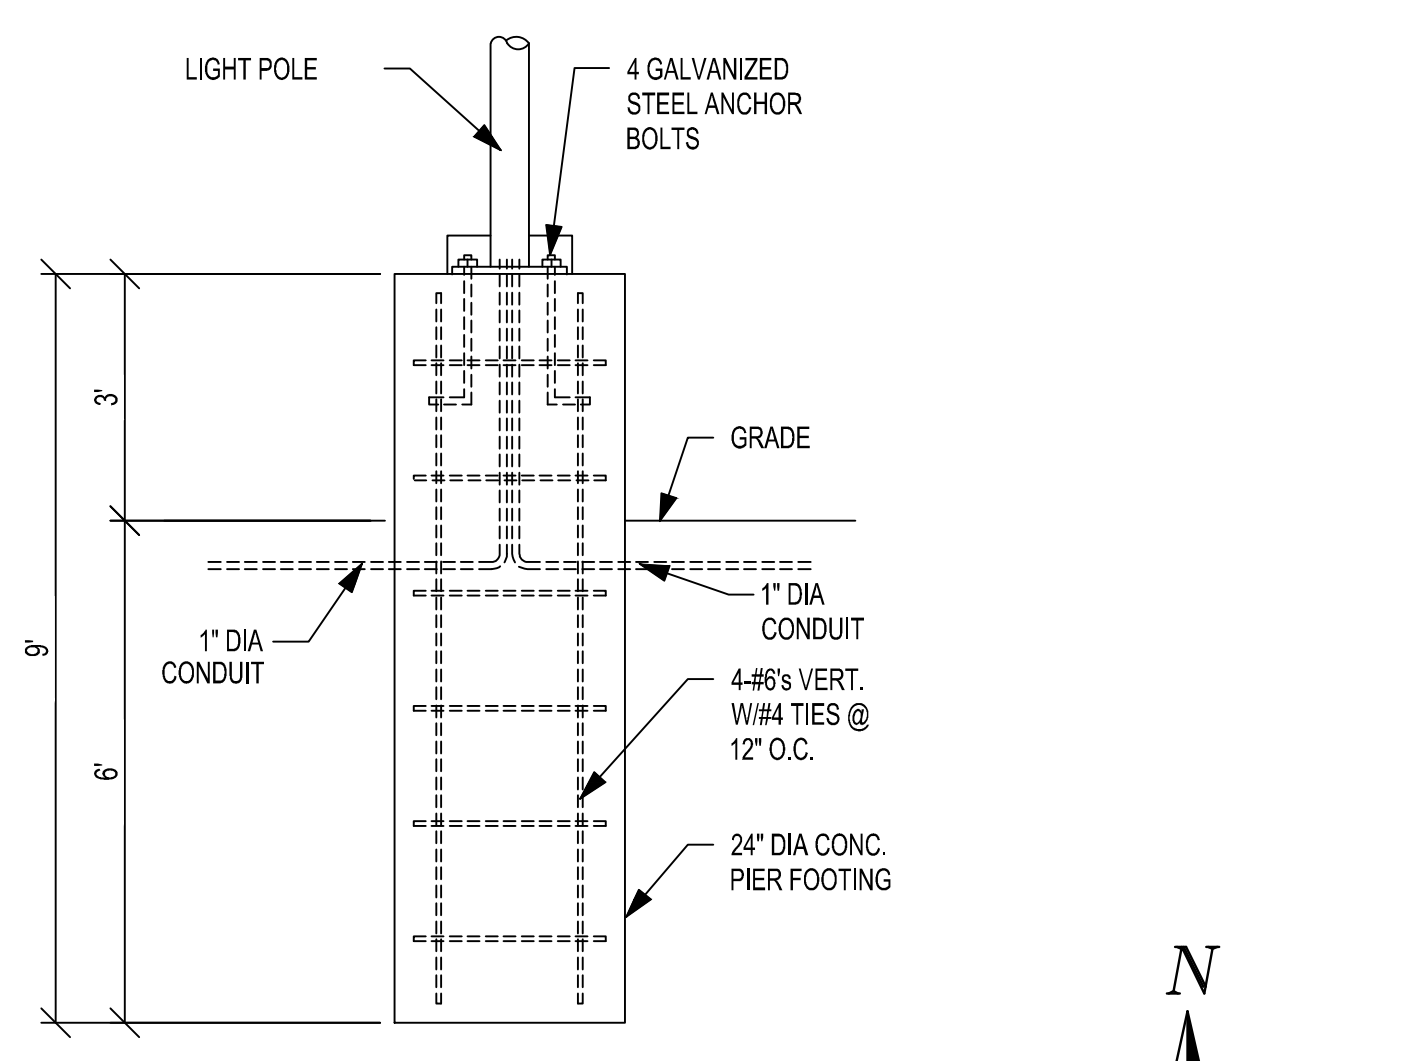 LIGHT POLE
4 GALVANIZED
STEEL ANCHOR
BOLTS
3'
GRADE
1" DIA
CONDUIT
1" DIA
CONDUIT
9'
4-#6's VERT.
W/#4 TIES @
12" O.C.
6'
24" DIA CONC.
PIER FOOTING
N